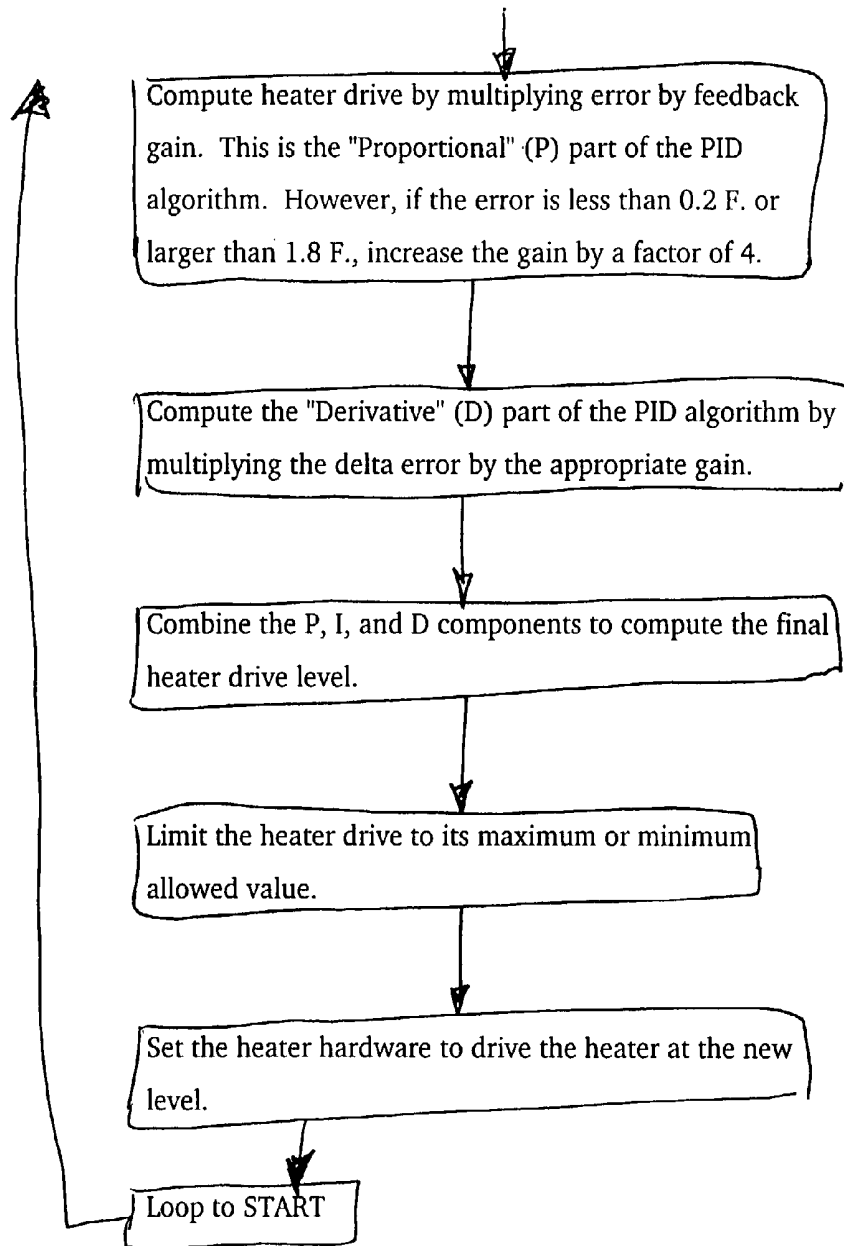 Compute heater drive by multiplying error by feedback
gain. This is the "Proportional" (P) part of the PID
algorithm. However, if the error is less than 0.2 F. or
larger than 1.8 F., increase the gain by a factor of 4.
Compute the "Derivative" (D) part of the PID algorithm by
multiplying the delta error by the appropriate gain.
Combine the P, I, and D components to compute the final
heater drive level.
Limit the heater drive to its maximum or minimum
allowed value.
Set the heater hardware to drive the heater at the new
level.
Loop to START